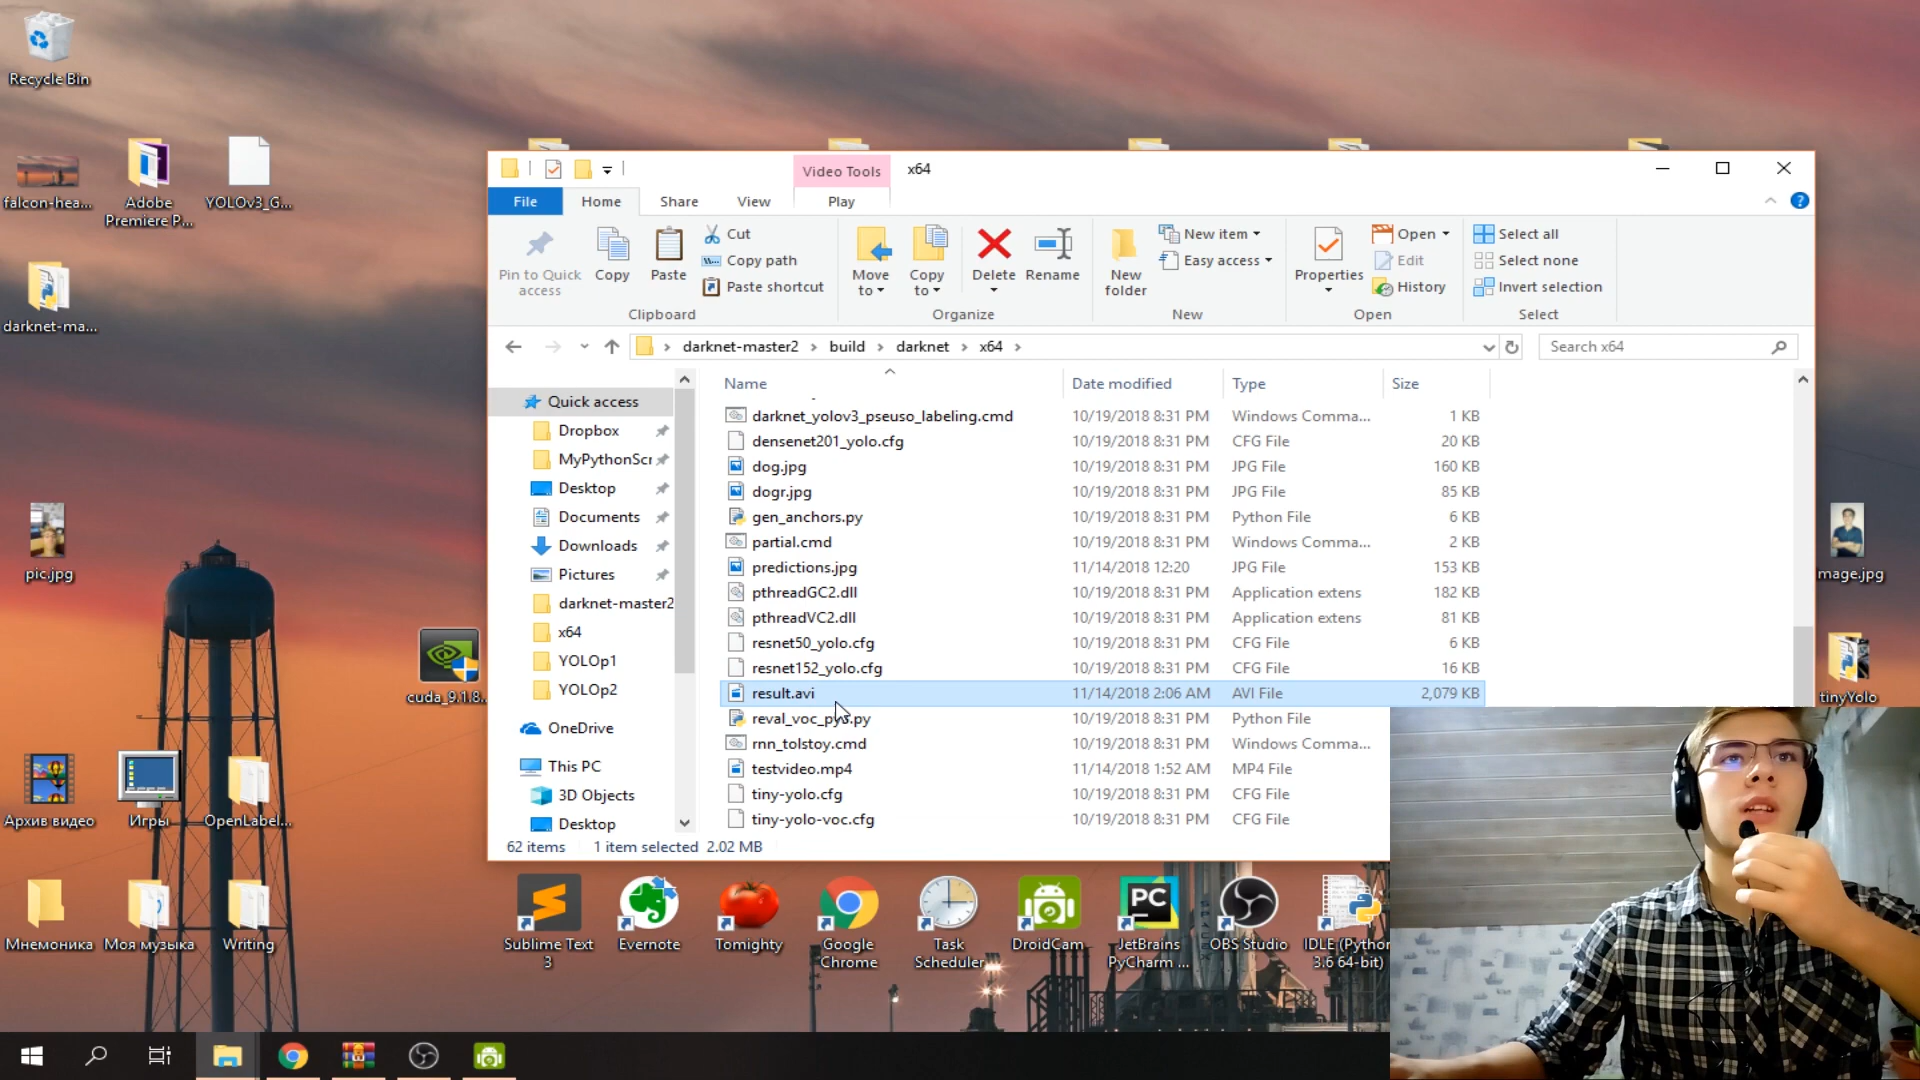 Recycle Bin
falcon-hea...
Adobe
Premiere P...
YOLOv3_G...
darknet-ma...
pic.jpg
cuda_9.1.8...
Архив видео
Игры
OpenLabel...
Мнемоника
Моя музыка
Writing
Video Tools
x64
File
Home
Share
View
Play
Pin to Quick
access
Copy
Paste
Cut
Copy path
Paste shortcut
Clipboard
Move
to
Copy
to
Delete
Rename
Organize
New
folder
New item
Easy access
New
Properties
Open
Edit
History
Open
Select all
Select none
Invert selection
Select
darknet-master2 > build > darknet > x64 >
Search x64
Quick access
Dropbox
MyPythonScr
Desktop
Documents
Downloads
Pictures
darknet-master2
x64
YOLOp1
YOLOp2
OneDrive
This PC
3D Objects
Desktop
Name Date modified Type Size
darknet_yolov3_pseuso_labeling.cmd 10/19/2018 8:31 PM Windows Comma... 1 KB
densenet201_yolo.cfg 10/19/2018 8:31 PM CFG File 20 KB
dog.jpg 10/19/2018 8:31 PM JPG File 160 KB
dogr.jpg 10/19/2018 8:31 PM JPG File 85 KB
gen_anchors.py 10/19/2018 8:31 PM Python File 6 KB
partial.cmd 10/19/2018 8:31 PM Windows Comma... 2 KB
predictions.jpg 11/14/2018 12:20 JPG File 153 KB
pthreadGC2.dll 10/19/2018 8:31 PM Application extens 182 KB
pthreadVC2.dll 10/19/2018 8:31 PM Application extens 81 KB
resnet50_yolo.cfg 10/19/2018 8:31 PM CFG File 6 KB
resnet152_yolo.cfg 10/19/2018 8:31 PM CFG File 16 KB
result.avi 11/14/2018 2:06 AM AVI File 2,079 KB
reval_voc_py3.py 10/19/2018 8:31 PM Python File
rnn_tolstoy.cmd 10/19/2018 8:31 PM Windows Comma...
testvideo.mp4 11/14/2018 1:52 AM MP4 File
tiny-yolo.cfg 10/19/2018 8:31 PM CFG File
tiny-yolo-voc.cfg 10/19/2018 8:31 PM CFG File
62 items 1 item selected 2.02 MB
mage.jpg
tinyYolo
Sublime Text
3
Evernote
Tomighty
Google
Chrome
Task
Scheduler
DroidCam
PC
JetBrains
PyCharm ...
OBS Studio
IDLE (Python
3.6 64-bit)